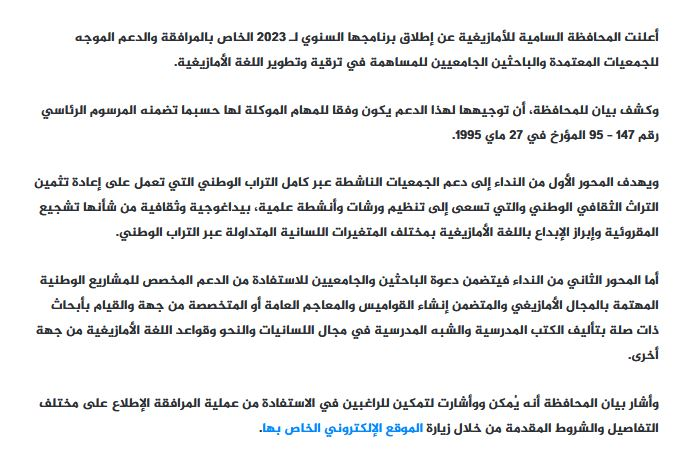 أعلنت المحافظة السامية للأمازيغية عن إطلاق برنامجها السنوي لـ 2023 الخاص بالمرافقة والدعم الموجه
للجمعيات المعتمدة والباحثين الجامعيين للمساهمة في ترقية وتطوير اللغة الأمازيغية.
وكشف بيان للمحافظة، أن توجيهها لهذا الدعم يكون وفقا للمهام الموكلة لها حسبما تضمنه المرسوم الرئاسي
رقم 147 – 95 المؤرخ في 27 ماي 1995.
ويهدف المحور الأول من النداء إلى دعم الجمعيات الناشطة عبر كامل التراب الوطني التي تعمل على إعادة تثمين
التراث الثقافي الوطني والتي تسعى إلى تنظيم ورشات وأنشطة علمية، بيداغوجية وثقافية من شأنها تشجيع
المقروئية وإبراز الإبداع باللغة الأمازيغية بمختلف المتغيرات اللسانية المتداولة عبر التراب الوطني.
أما المحور الثاني من النداء فيتضمن دعوة الباحثين والجامعيين للاستفادة من الدعم المخصص للمشاريع الوطنية
المهتمة بالمجال الأمازيغي والمتضمن إنشاء القواميس والمعاجم العامة أو المتخصصة من جهة والقيام بأبحاث
ذات صلة بتأليف الكتب المدرسية والشبه المدرسية في مجال اللسانيات والنحو وقواعد اللغة الأمازيغية من جهة
أخرى.
وأشار بيان المحافظة أنه يُمكن ووأشارت لتمكين للراغبين في الاستفادة من عملية المرافقة الإطلاع على مختلف
التفاصيل والشروط المقدمة من خلال زيارة الموقع الإلكتروني الخاص بها.